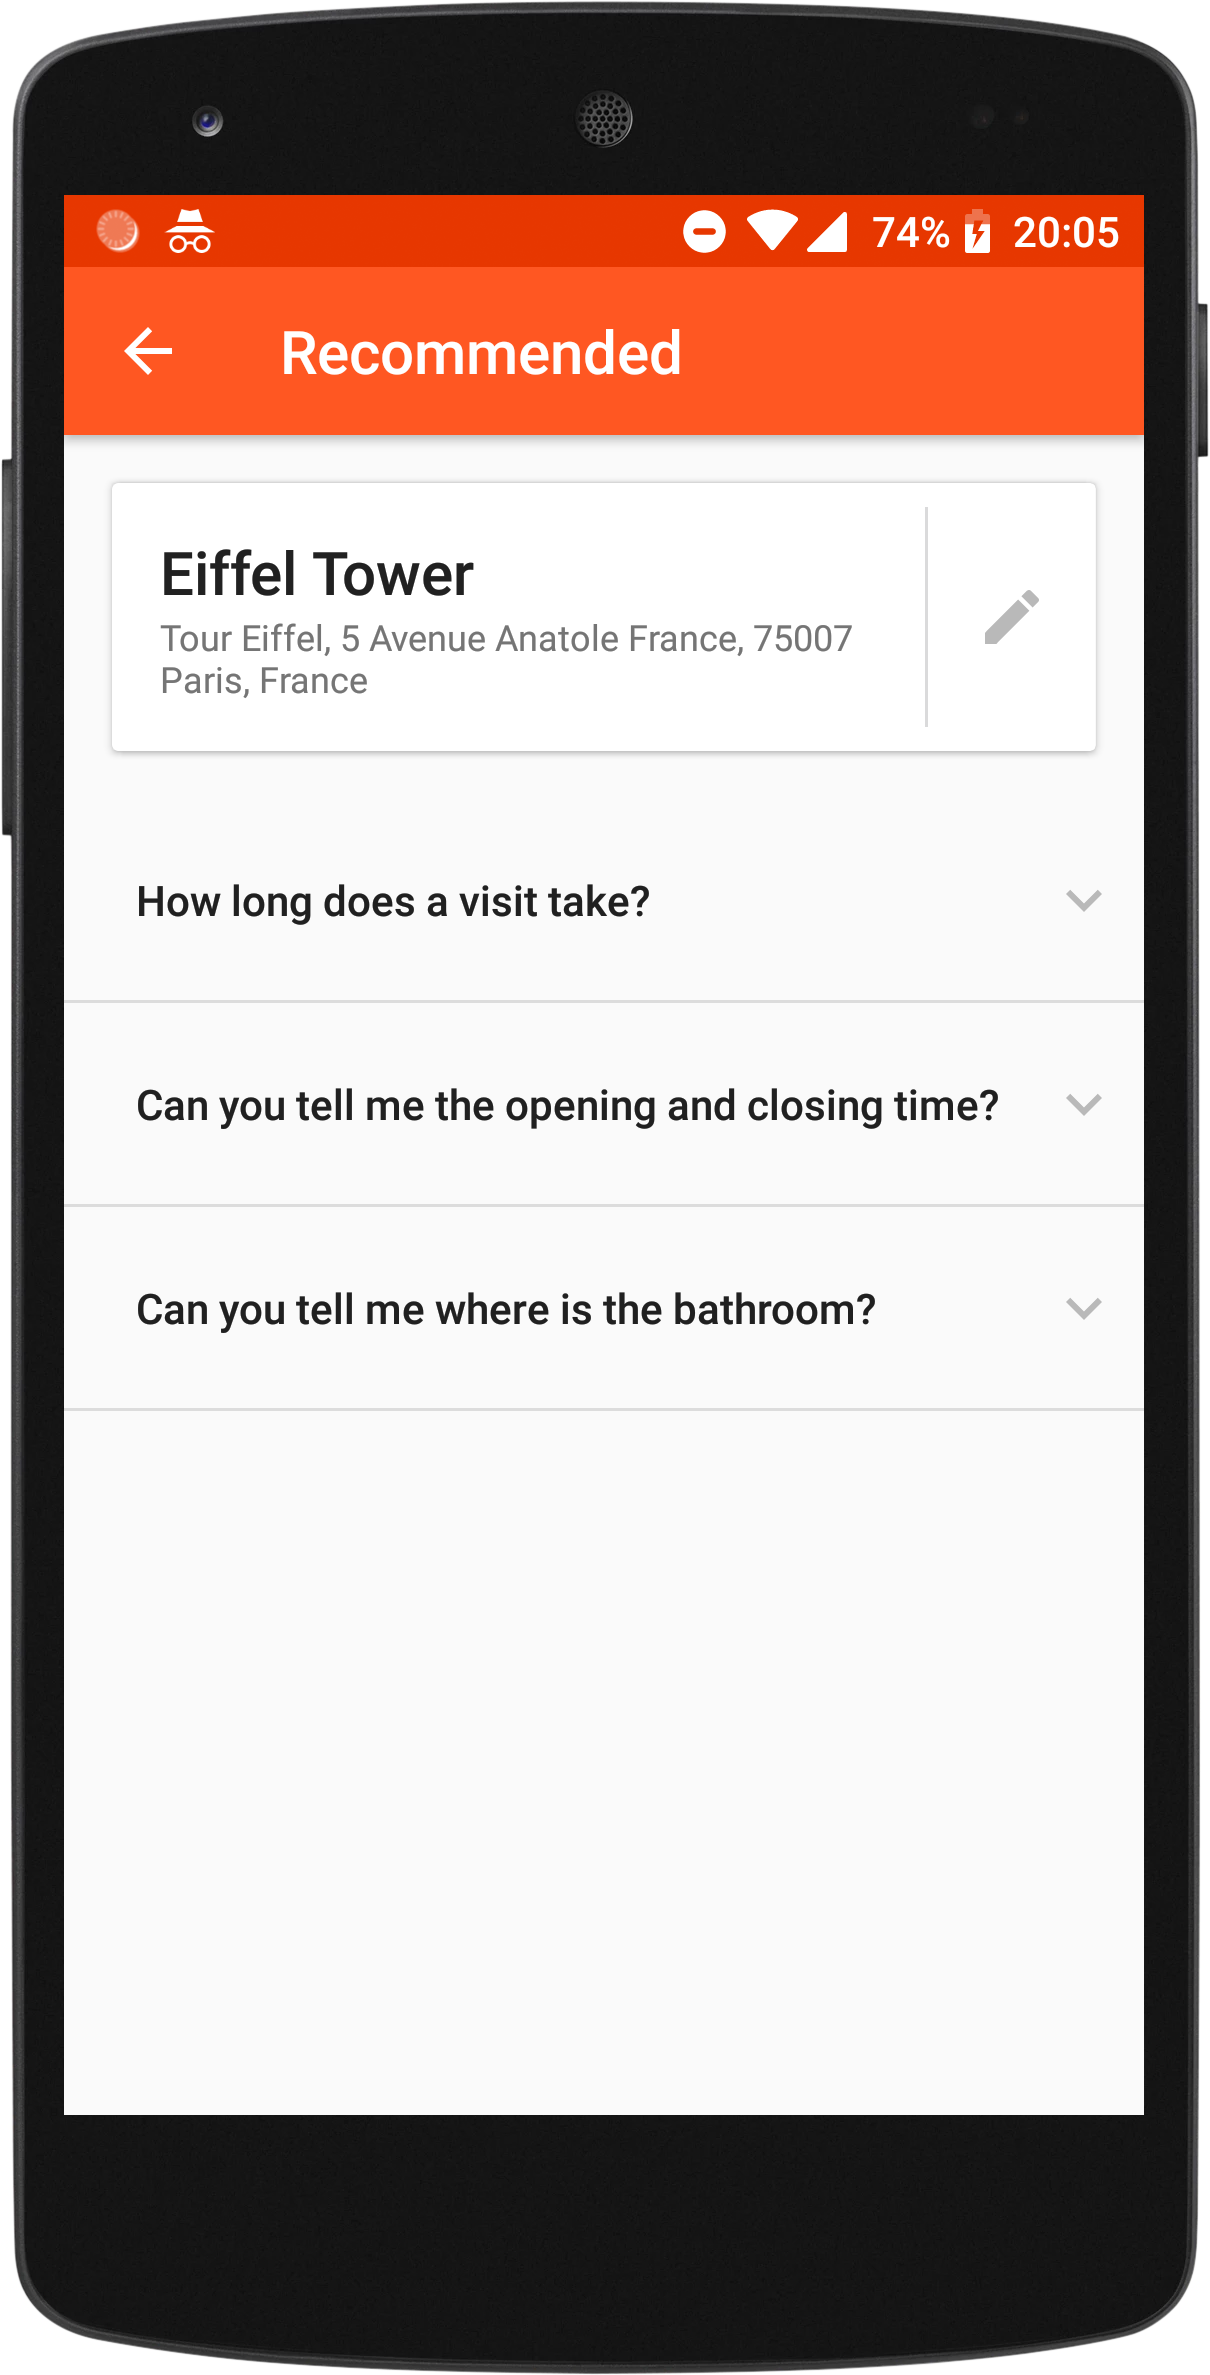 74% 20:05
Recommended
Eiffel Tower
Tour Eiffel, 5 Avenue Anatole France, 75007
Paris, France
How long does a visit take?
Can you tell me the opening and closing time?
Can you tell me where is the bathroom?